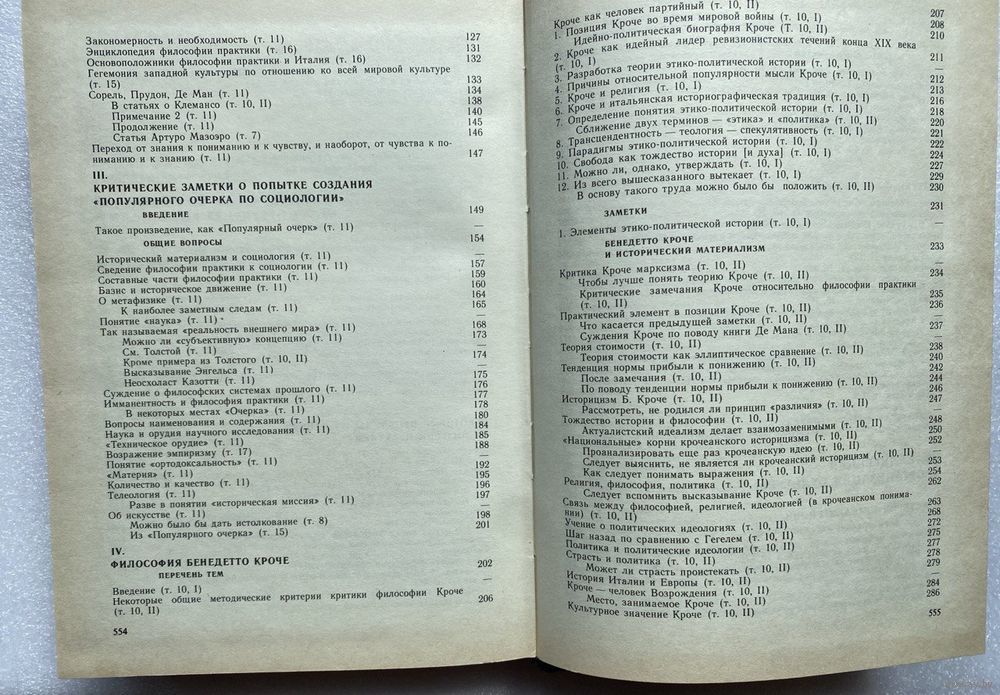 Закономерность и необходимость (т. 11) 127
Энциклопедия философии практики (т. 16) 131
Основоположники философии практики и Италия (т. 16) 132
Гегемония западной культуры по отношению ко всей мировой культуре
(т. 15) 133
Сорель, Прудон, Де Ман (т. 11) 134
В статьях о Клемансо (т. 10, II) 138
Примечание 2 (т. 11) 140
Продолжение (т. 11) 145
Статья Артуро Мазоэро (т. 7) 146
Переход от знания к пониманию и к чувству, и наоборот, от чувства к по-
ниманию и к знанию (т. 11) 147
III.
КРИТИЧЕСКИЕ ЗАМЕТКИ О ПОПЫТКЕ СОЗДАНИЯ
«ПОПУЛЯРНОГО ОЧЕРКА ПО СОЦИОЛОГИИ»
ВВЕДЕНИЕ 149
Такое произведение, как «Популярный очерк» (т. 11) —
ОБЩИЕ ВОПРОСЫ 154
Исторический материализм и социология (т. 11) —
Сведение философии практики к социологии (т. 11) 157
Составные части философии практики (т. 11) 159
Базис и историческое движение (т. 11) 160
О метафизике (т. 11) 164
К наиболее заметным следам (т. 11) 165
Понятие «наука» (т. 11) —
Так называемая «реальность внешнего мира» (т. 11) 168
Можно ли «субъективную» концепцию (т. 11) 173
См. Толстой (т. 11) —
Кроме примера из Толстого (т. 10, II) 174
Высказывание Энгельса (т. 11) —
Неосхоласт Казотти (т. 11) 175
Суждение о философских системах прошлого (т. 11) 176
Имманентность и философия практики (т. 11) 177
В некоторых местах «Очерка» (т. 11) 178
Вопросы наименования и содержания (т. 11) 180
Наука и орудия научного исследования (т. 11) 184
«Техническое орудие» (т. 11) 185
Возражение эмпиризму (т. 17) 188
Понятие «ортодоксальность» (т. 11) —
«Материя» (т. 11) 192
Количество и качество (т. 11) 195
Телеология (т. 11) 196
Разве в понятии «историческая миссия» (т. 11) 197
Об искусстве (т. 11) —
Можно было бы дать истолкование (т. 8) 198
Из «Популярного очерка» (т. 15) 201
IV.
ФИЛОСОФИЯ БЕНЕДЕТТО КРОЧЕ 202
ПЕРЕЧЕНЬ ТЕМ
Введение (т. 10, I) —
Некоторые общие методические критерии критики философии Кроче
(т. 10, II) 206
554
Кроче как человек партийный (т. 10, II)
1. Позиция Кроче во время мировой войны (т. 10, I) 207
Идейно-политическая биография Кроче (Т. 10, II) 208
2. Кроче как идейный лидер ревизионистских течений конца XIX века 210
(т. 10, I)
3. Разработка теории этико-политической истории (т. 10, I) 211
4. Причины относительной популярности мысли Кроче (т. 10, I) —
5. Кроче и религия (т. 10, I) 212
6. Кроче и итальянская историографическая традиция (т. 10, I) 213
7. Определение понятия этико-политической истории (т. 10, I) 216
Сближение двух терминов — «этика» и «политика» (т. 10, II) 218
8. Трансцендентность — теология — спекулятивность (т. 10, I) 220
9. Парадигмы этико-политической истории (т. 10, I) 221
10. Свобода как тождество истории [и духа] (т. 10, I) 222
11. Можно ли, однако, утверждать (т. 10, I) 224
12. Из всего вышесказанного вытекает (т. 10, I) 227
В основу такого труда можно было бы положить (т. 10, II) 229
230
ЗАМЕТКИ 231
1. Элементы этико-политической истории (т. 10, I) —
БЕНЕДЕТТО КРОЧЕ
И ИСТОРИЧЕСКИЙ МАТЕРИАЛИЗМ 233
Критика Кроче марксизма (т. 10, II) —
Чтобы лучше понять теорию Кроче (т. 10, II) 234
Критические замечания Кроче относительно философии практики
(т. 10, II) 235
Практический элемент в позиции Кроче (т. 10, II) 236
Что касается предыдущей заметки (т. 10, II) —
Суждения Кроче по поводу книги Де Мана (т. 10, II) 237
Теория стоимости (т. 10, II) —
Теория стоимости как эллиптическое сравнение (т. 10, II) 238
Тенденция нормы прибыли к понижению (т. 10, II) 240
После замечания (т. 10, II) 242
По поводу тенденции нормы прибыли к понижению (т. 10, II) 244
Историцизм Б. Кроче (т. 10, II) 246
Рассмотреть, не родился ли принцип «различия» (т. 10, II) 247
Тождество истории и философии (т. 10, II) —
Актуалистский идеализм делает взаимозаменимыми (т. 10, II) 248
«Национальные» корни крочеанского историцизма (т. 10, II) 250
Проанализировать еще раз крочеанскую идею (т. 10, II) 252
Следует выяснить, не является ли крочеанский историцизм (т. 10, II) —
Как следует понимать выражения (т. 10, II) 253
Религия, философия, политика (т. 10, II) 254
Следует вспомнить высказывание Кроче (т. 10, II) 262
Связь между философией, религией, идеологией (в крочеанском понима-
нии) (т. 10, II) 263
Учение о политических идеологиях (т. 10, II) 268
Шаг назад по сравнению с Гегелем (т. 10, II) 272
Политика и политические идеологии (т. 10, II) 275
Страсть и политика (т. 10, II) 277
Может ли страсть проистекать (т. 10, II) 278
История Италии и Европы (т. 10, II) 279
Кроче — человек Возрождения (т. 10, II) —
Место, занимаемое Кроче (т. 10, II) 284
Культурное значение Кроче (т. 10, II) 286
555